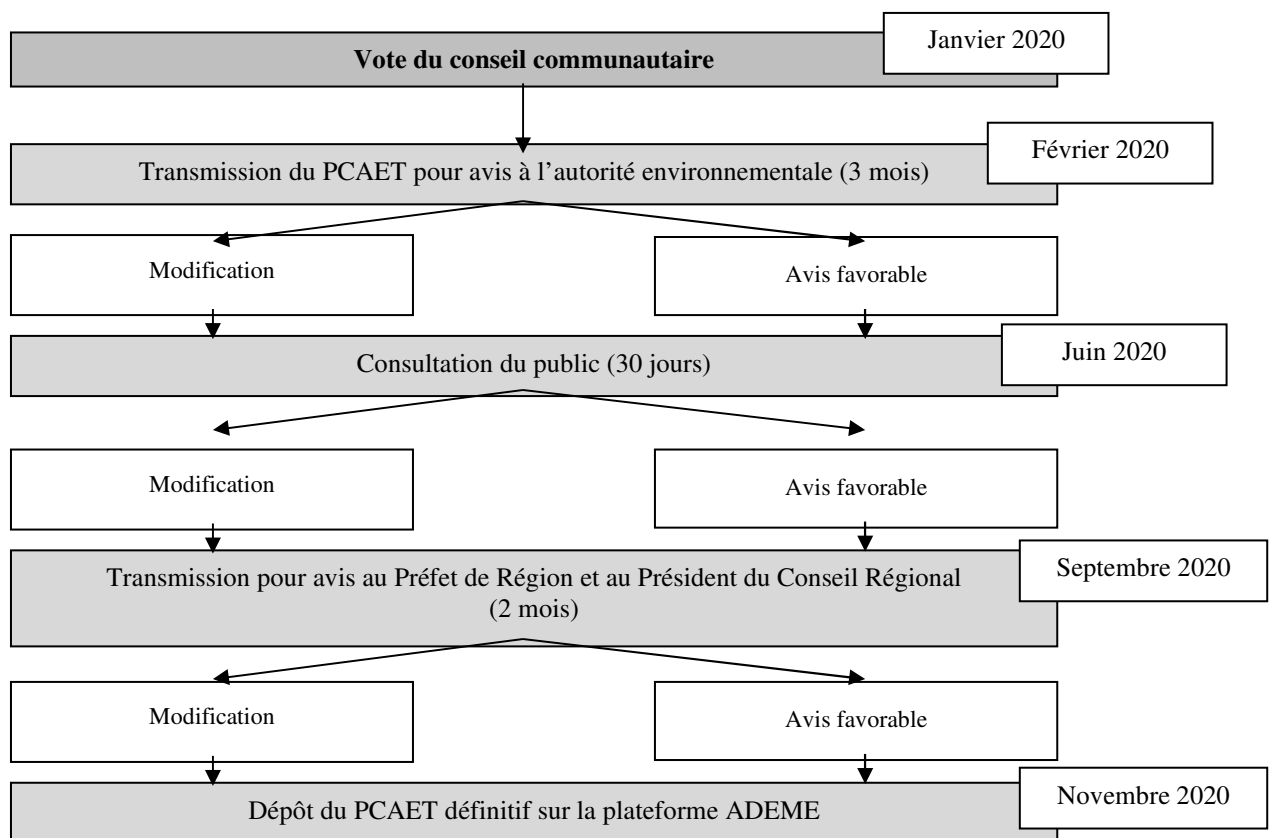 Janvier 2020
Vote du conseil communautaire
Février 2020
Transmission du PCAET pour avis à l’autorité environnementale (3 mois)
Modification
Avis favorable
Juin 2020
Consultation du public (30 jours)
Modification
Avis favorable
Septembre 2020
Transmission pour avis au Préfet de Région et au Président du Conseil Régional
(2 mois)
Modification
Avis favorable
Novembre 2020
Dépôt du PCAET définitif sur la plateforme ADEME